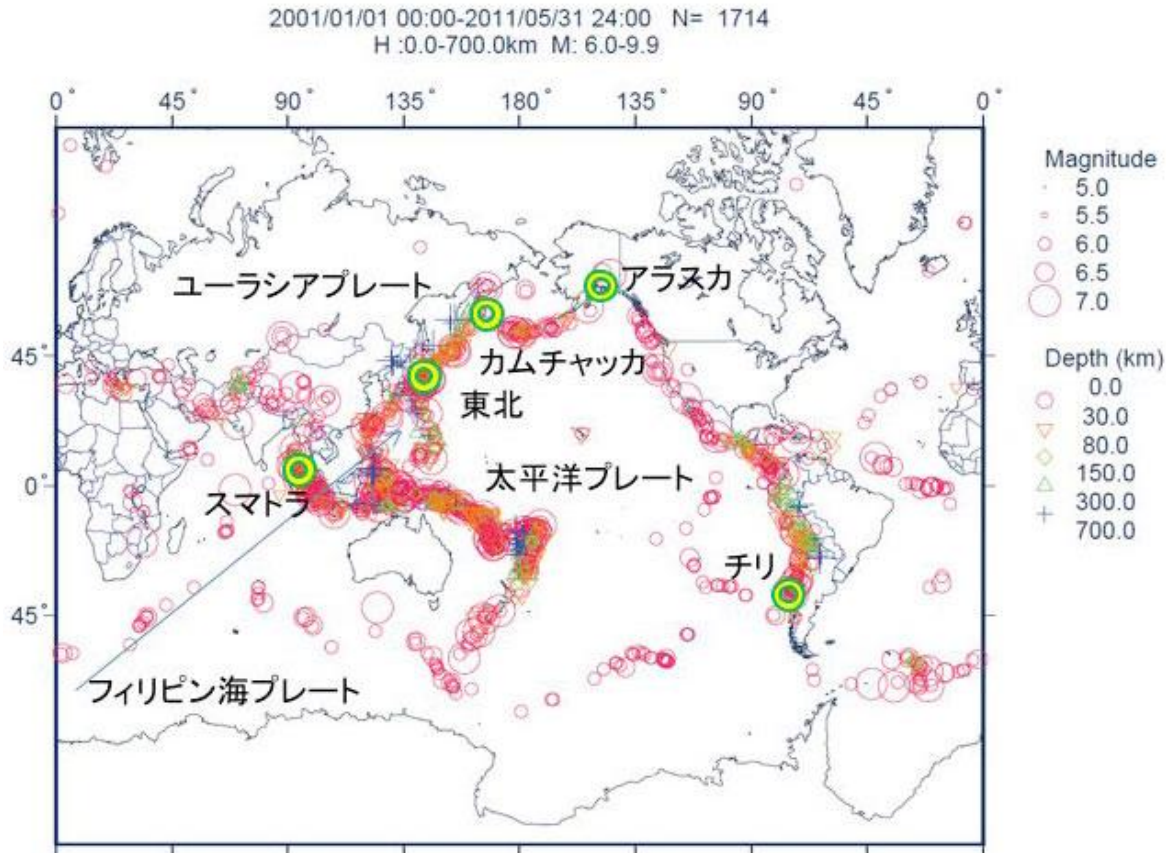 2001/01/01 00:00-2011/05/31 24:00 N= 1714
H :0.0-700.0km M: 6.0-9.9
0° 45° 90° 135° 180° 135° 90° 45° 0°
Magnitude
5.0
5.5
6.0
6.5
7.0
ユーラシアプレート
アラスカ
45° 45°
カムチャッカ
東北
Depth (km)
0.0
30.0
80.0
150.0
300.0
700.0
太平洋プレート
0° 0°
スマトラ
チリ
45° 45°
フィリピン海プレート